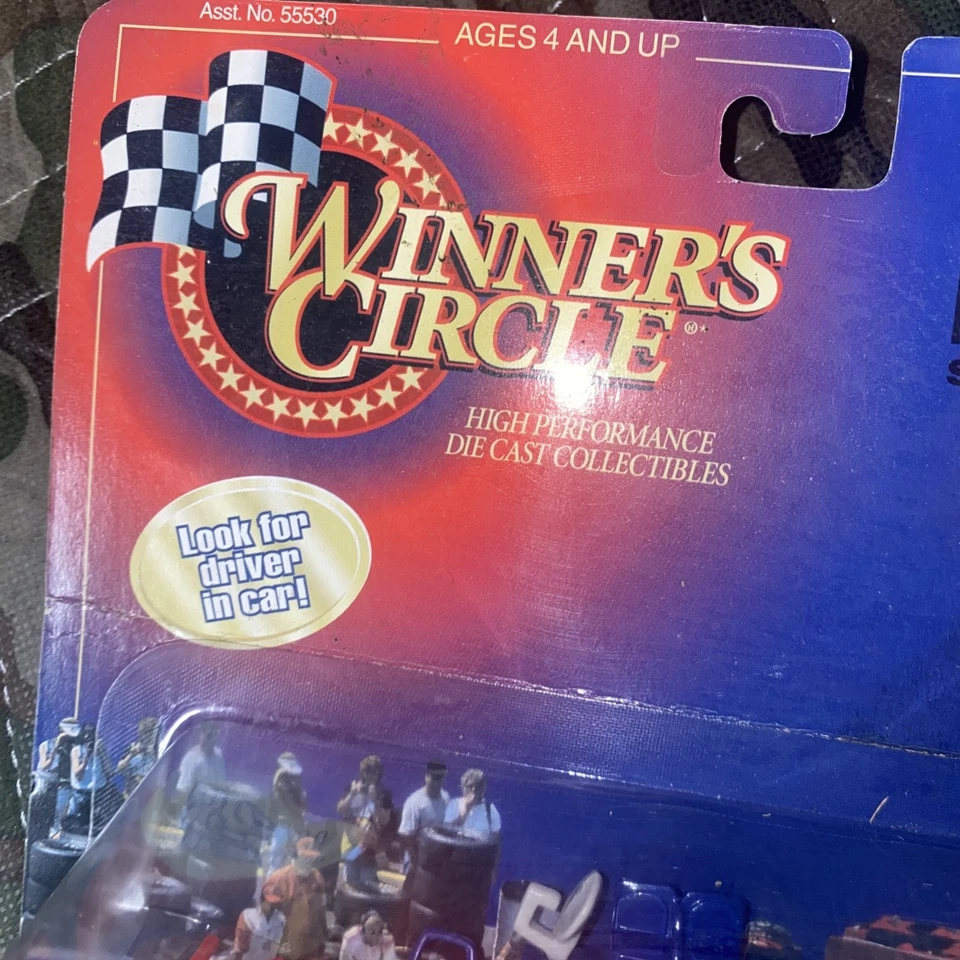 Asst. No. 55530
AGES 4 AND UP
WINNER'S
CIRCLE
HIGH PERFORMANCE
DIE CAST COLLECTIBLES
Look for
driver
in car!